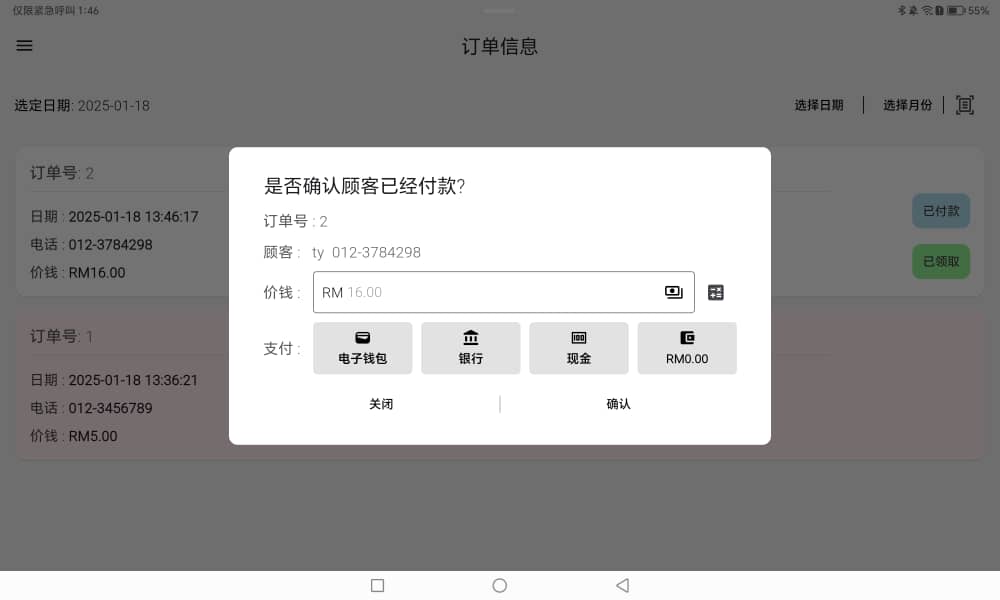 仅限紧急呼叫 1:46
55%
订单信息
选定日期: 2025-01-18
选择日期
选择月份
订单号: 2
日期 : 2025-01-18 13:46:17
电话 : 012-3784298
价钱 : RM16.00
已付款
已领取
订单号: 1
日期 : 2025-01-18 13:36:21
电话 : 012-3456789
价钱 : RM5.00
是否确认顾客已经付款?
订单号 : 2
顾客 : ty 012-3784298
价钱 : RM 16.00
支付 :
电子钱包
银行
现金
RM0.00
关闭
确认